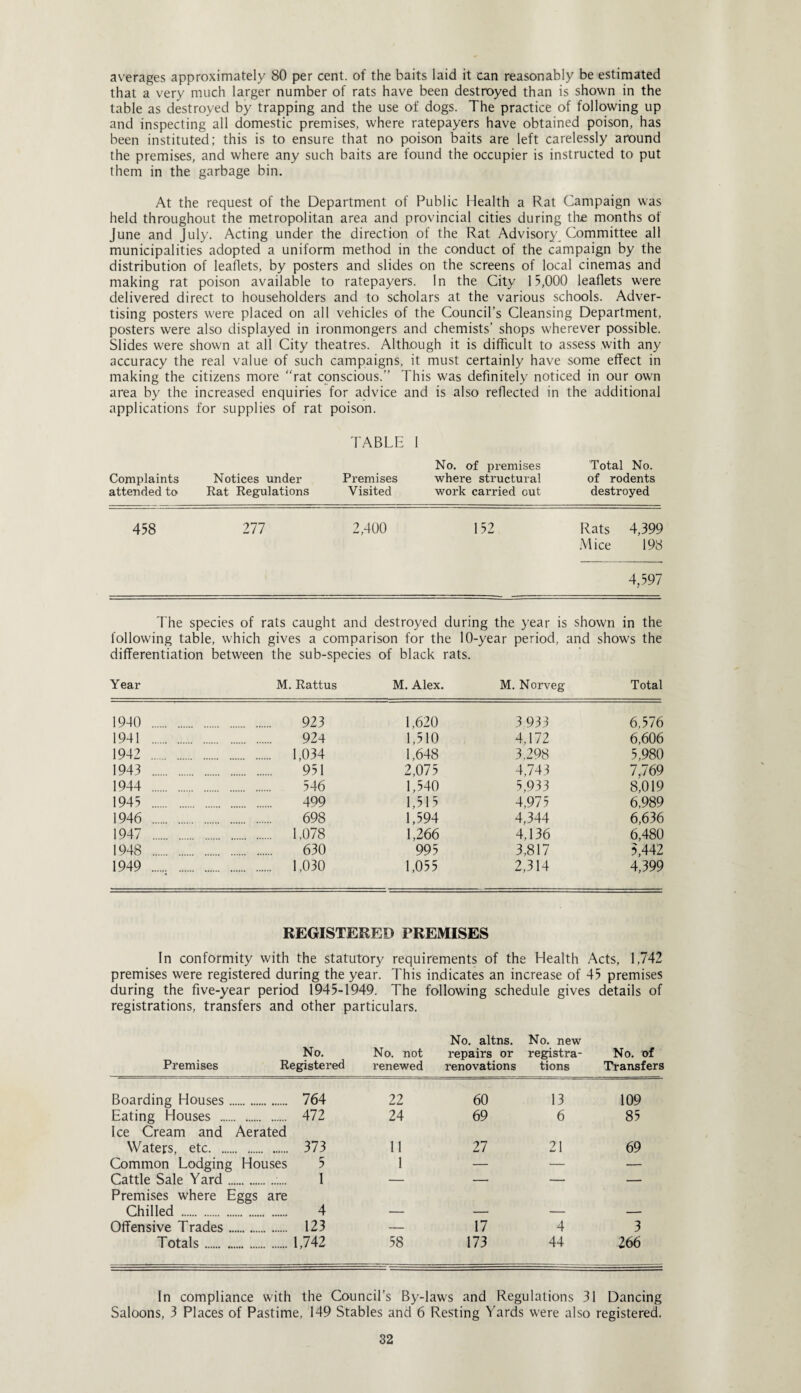 averages approximately 80 per cent. of the baits laid it can reasonably be estimated
that a very much larger number of rats have been destroyed than is shown in the
table as destroyed by trapping and the use of dogs. The practice of following up
and inspecting all domestic premises, where ratepayers have obtained poison, has
been instituted; this is to ensure that no poison baits are left carelessly around
the premises, and where any such baits are found the occupier is instructed to put
them in the garbage bin.
At the request of the Department of Public Health a Rat Campaign was
held throughout the metropolitan area and provincial cities during the months of
June and July. Acting under the direction of the Rat Advisory Committee all
municipalities adopted a uniform method in the conduct of the campaign by the
distribution of leaflets, by posters and slides on the screens of local cinemas and
making rat poison available to ratepayers. In the City 15,000 leaflets were
delivered direct to householders and to scholars at the various schools. Adver-
tising posters were placed on all vehicles of the Council's Cleansing Department,
posters were also displayed in ironmongers and chemists' shops wherever possible.
Slides were shown at all City theatres. Although it is difficult to assess with any
accuracy the real value of such campaigns, it must certainly have some effect in
making the citizens more "rat conscious." This was definitely noticed in our own
area by the increased enquiries for advice and is also reflected in the additional
applications for supplies of rat poison.
TABLE 1
No. of premises Total No.
Complaints Notices under Premises where structural of rodents
attended to Rat Regulations Visited work carried out destroyed
458 277 2,400 152 Rats 4,399
Mice 198
4,597
The species of rats caught and destroyed during the year is shown in the
following table, which gives a comparison for the 10-year period, and shows the
differentiation between the sub-species of black rats.
Year M. Rattus M. Alex. M. Norveg Total
1940 ...... ...... ...... ...... ...... 923 1,620 3 933 6,576
1941 ...... ...... ...... ...... ...... 924 1,510 4,172 6,606
1942 ...... ...... ...... ...... ...... 1,034 1,648 3,298 5,980
1943 ...... ...... ...... ...... ...... 951 2,075 4,743 7,769
1944 ...... ...... ...... ...... ...... 546 1,540 5,933 8,019
1945 ...... ...... ...... ...... ...... 499 1,515 4,975 6,989
1946 ...... ...... ...... ...... ...... 698 1,594 4,344 6,636
1947 ...... ...... ...... ...... ...... 1,078 1,266 4,136 6,480
1948 ...... ...... ...... ...... ...... 630 995 3,817 5,442
1949 ...... ...... ...... ...... ...... 1,030 1,055 2,314 4,399
REGISTERED PREMISES
In conformity with the statutory requirements of the Health Acts, 1,742
premises were registered during the year. This indicates an increase of 45 premises
during the five-year period 1945-1949. The following schedule gives details of
registrations, transfers and other particulars.
No. altns. No. new
No. No. not repairs or registra- No. of
Premises Registered renewed renovations tions Transfers
Boarding Houses ...... ...... ...... 764 22 60 13 109
Eating Houses ...... ...... ...... 472 24 69 6 85
Ice Cream and Aerated
Waters, etc. ...... ...... ...... 373 11 27 21 69
Common Lodging Houses 5 1 — — —
Cattle Sale Yard ...... ...... ...... 1 — — — —
Premises where Eggs are
Chilled ...... ...... ...... ...... ...... 4 — — — —
Offensive Trades ...... ...... ...... 123 — 17 4 3
Totals ...... ...... ...... ...... 1,742 58 173 44 266
In compliance with the Council's By-laws and Regulations 31 Dancing
Saloons, 3 Places of Pastime, 149 Stables and 6 Resting Yards were also registered.
32